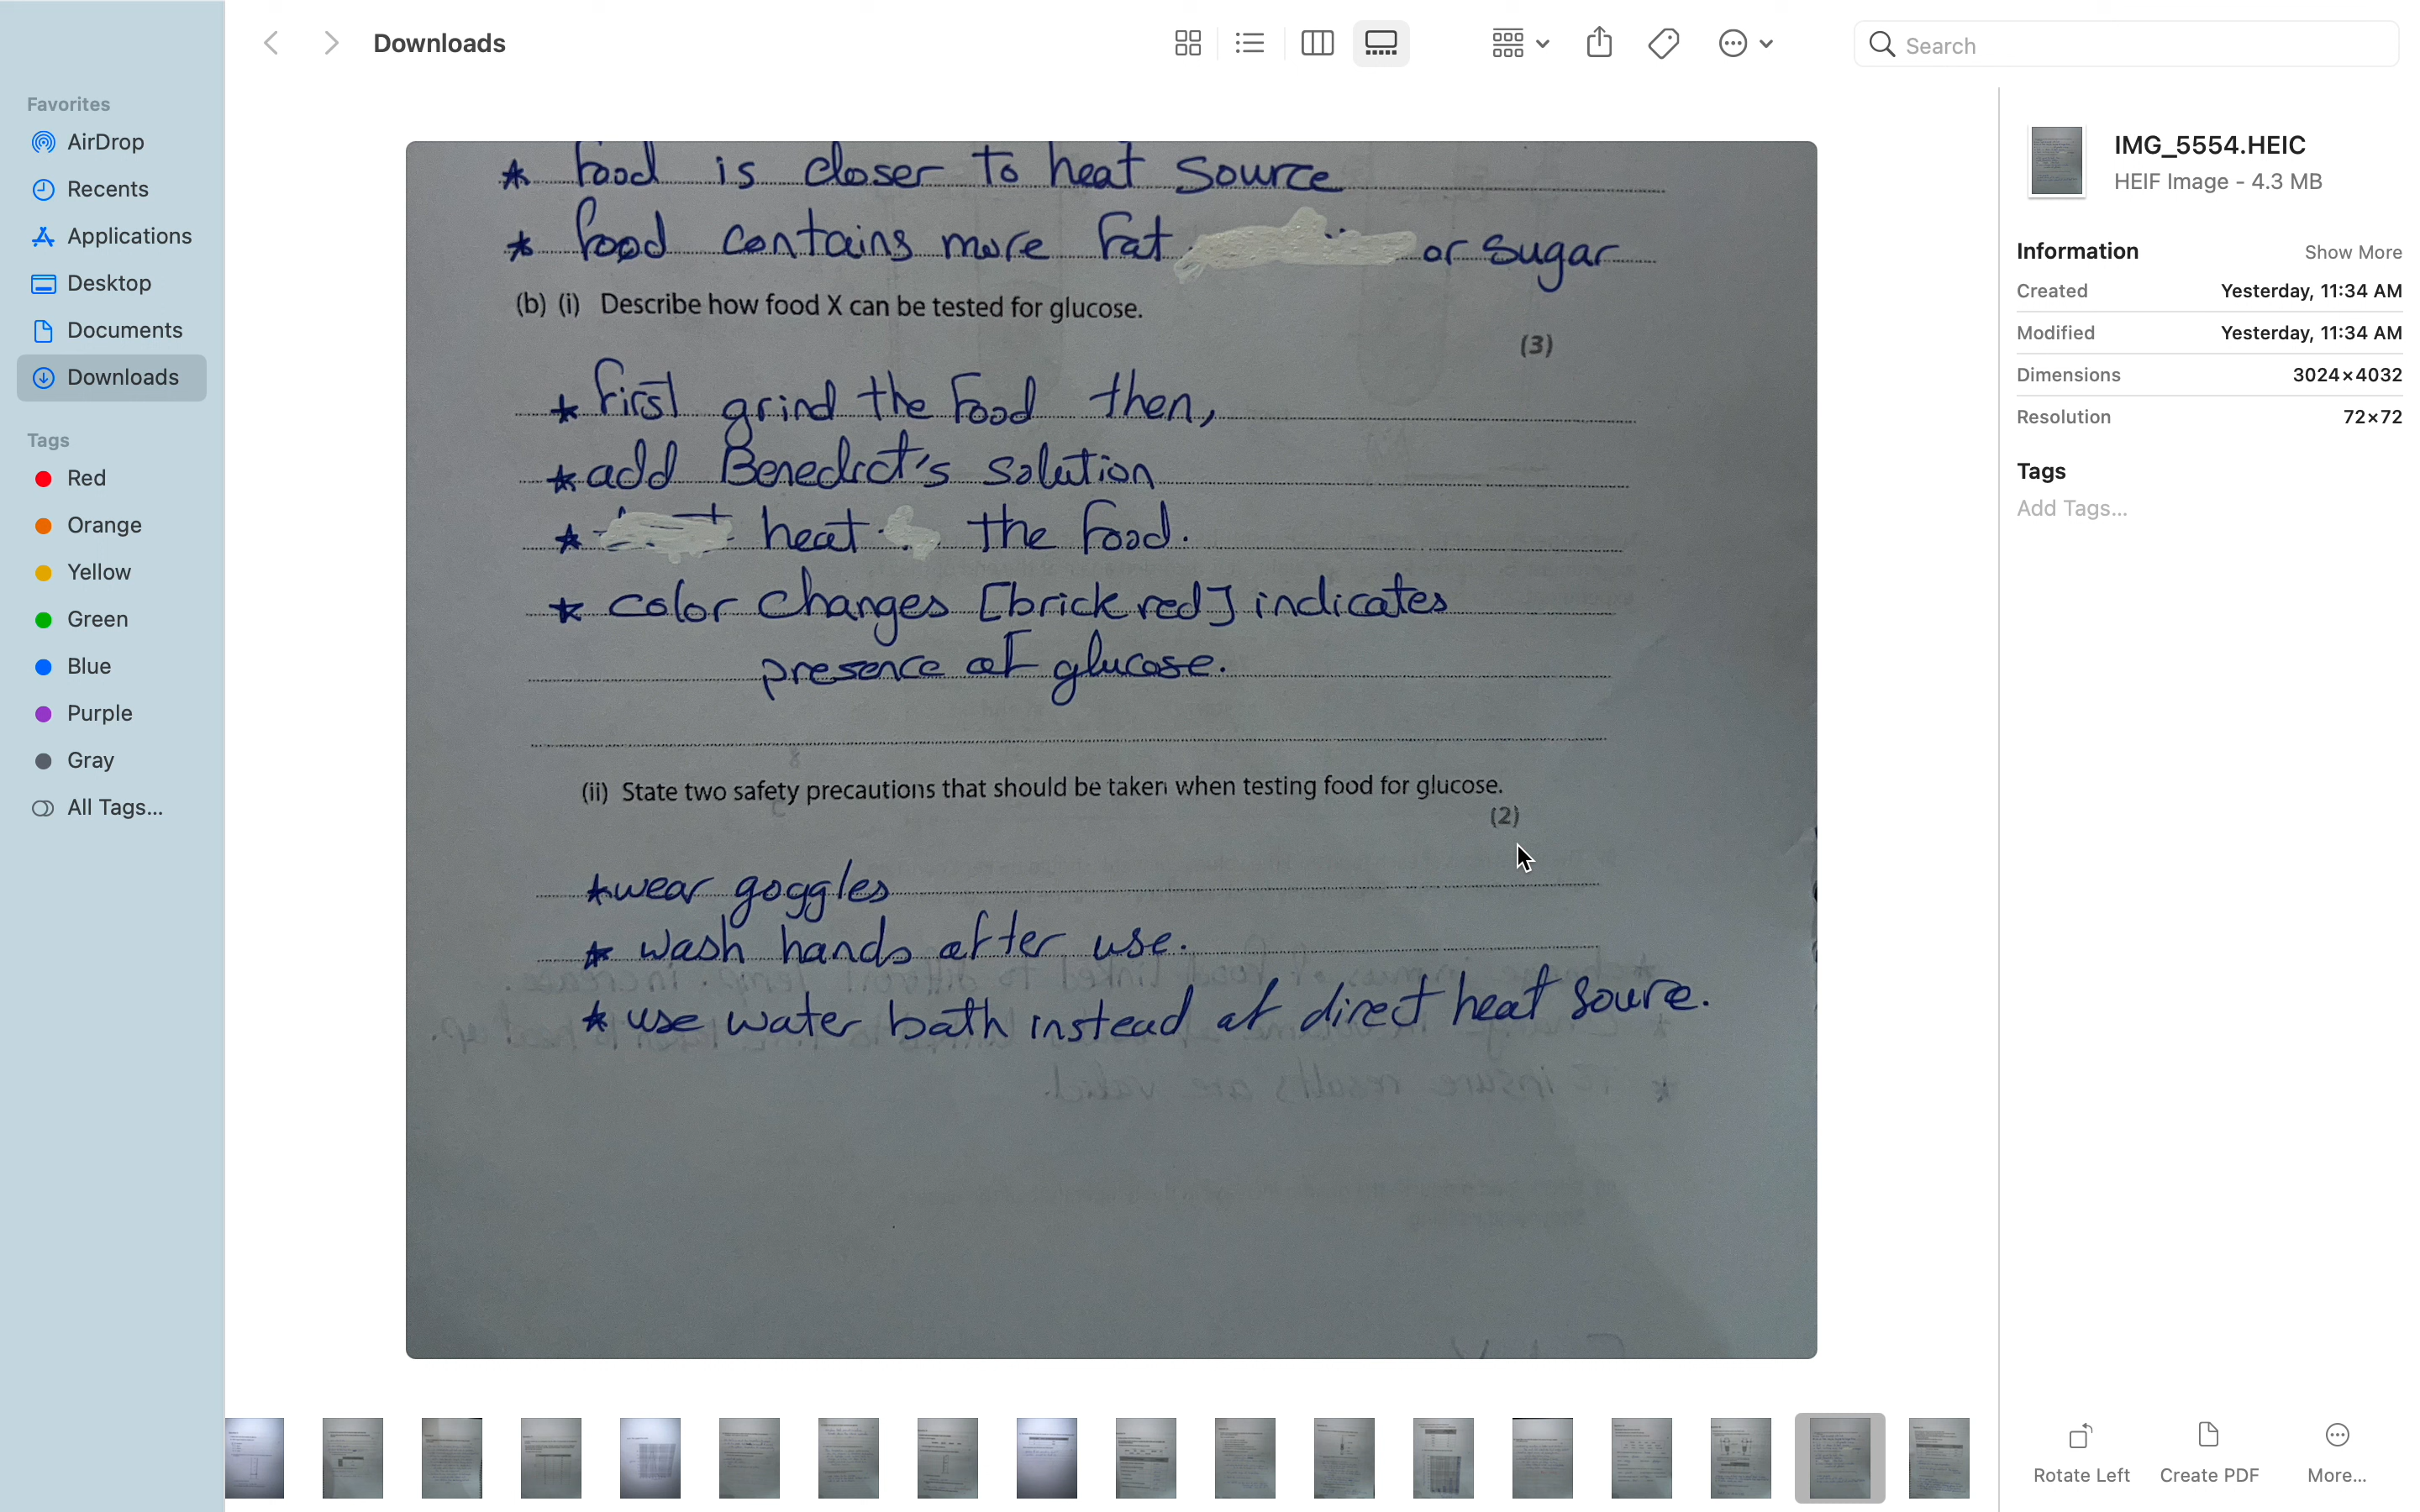 Downloads
Search
Favorites
AirDrop
Recents
Applications
Desktop
Documents
Downloads
Tags
Red
Orange
Yellow
Green
Blue
Purple
Gray
All Tags...
* food is closer to heat source
* food contains more fat or sugar
(b) (i) Describe how food X can be tested for glucose.
(3)
* first grind the food then,
* add Benedict's solution
* heat the food.
* color changes [brick red] indicates
presence of glucose.
(ii) State two safety precautions that should be taken when testing food for glucose.
(2)
* wear goggles
* wash hands after use.
* use water bath instead of direct heat soure.
IMG_5554.HEIC
HEIF Image - 4.3 MB
Information Show More
Created Yesterday, 11:34 AM
Modified Yesterday, 11:34 AM
Dimensions 3024×4032
Resolution 72×72
Tags
Add Tags...
Rotate Left
Create PDF
More...